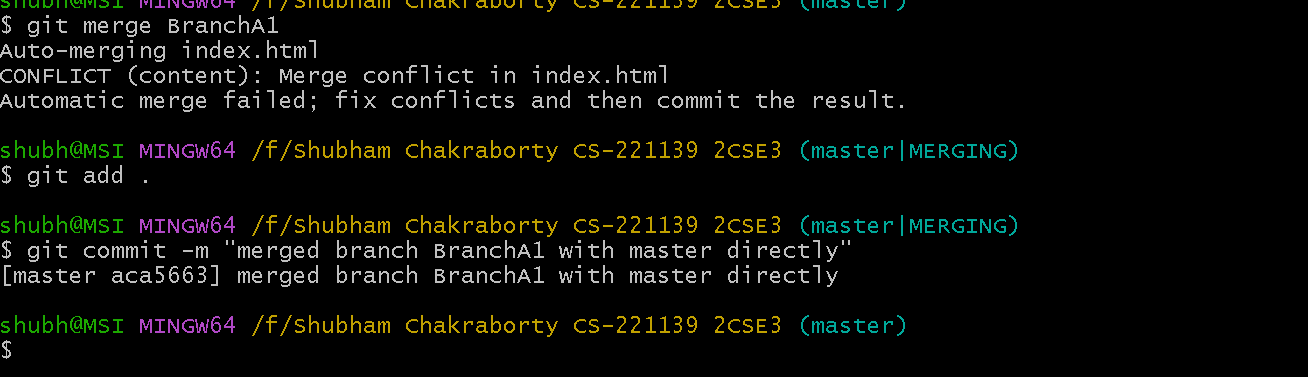 shubh@MSI MINGW64 /f/Shubham Chakraborty CS-221139 2CSE3 (master)
$ git merge BranchA1
Auto-merging index.html
CONFLICT (content): Merge conflict in index.html
Automatic merge failed; fix conflicts and then commit the result.
shubh@MSI MINGW64 /f/Shubham Chakraborty CS-221139 2CSE3 (master|MERGING)
$ git add .
shubh@MSI MINGW64 /f/Shubham Chakraborty CS-221139 2CSE3 (master|MERGING)
$ git commit -m "merged branch BranchA1 with master directly"
[master aca5663] merged branch BranchA1 with master directly
shubh@MSI MINGW64 /f/Shubham Chakraborty CS-221139 2CSE3 (master)
$